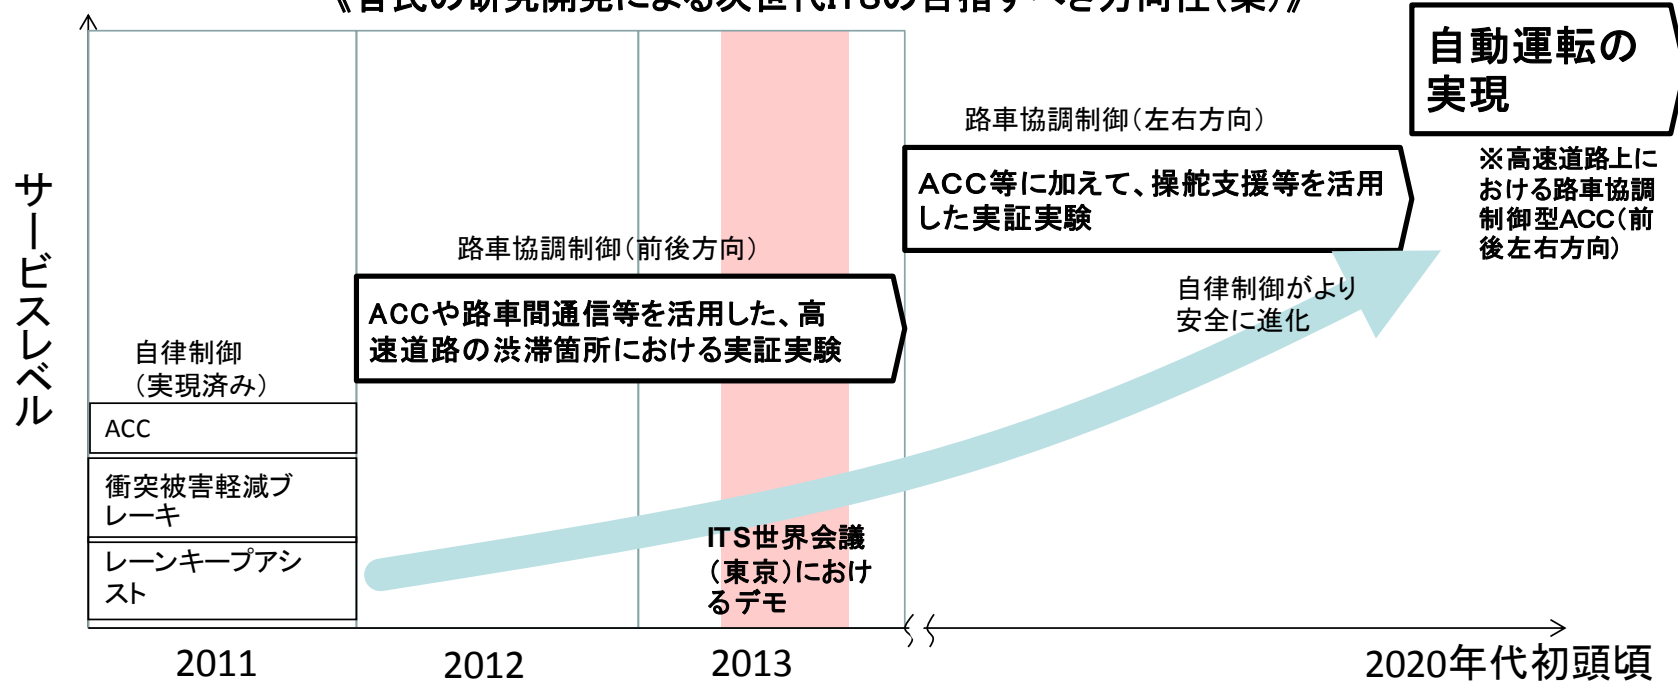 自動運転の
実現
※高速道路上に
おける路車協調
制御型ACC(前
後左右方向)
路車協調制御(左右方向)
ACC等に加えて、操舵支援等を活用
した実証実験
路車協調制御(前後方向)
ACCや路車間通信等を活用した、高
速道路の渋滞箇所における実証実験
自律制御がより
安全に進化
サービスレベル
自律制御
(実現済み)
ACC
衝突被害軽減ブ
レーキ
レーンキープアシ
スト
ITS世界会議
(東京)におけ
るデモ
2011
2012
2013
2020年代初頭頃